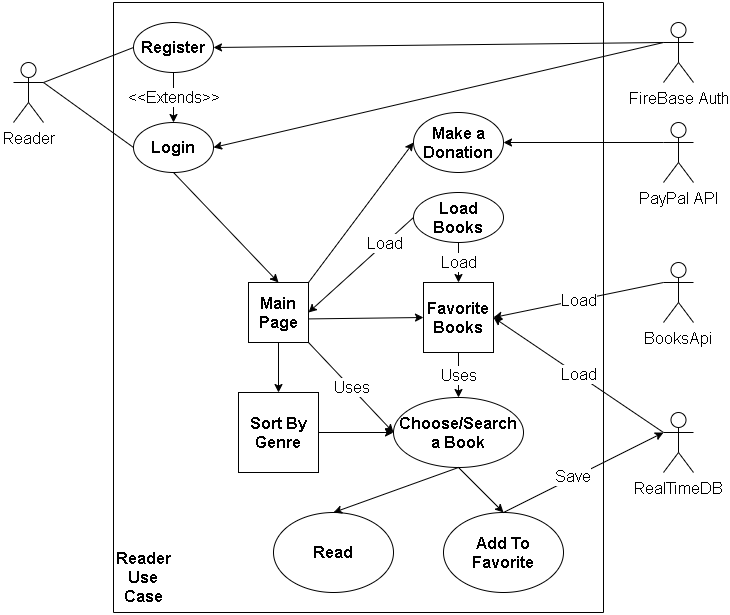 Register
<<Extends>>
Reader
Login
FireBase Auth
Make a
Donation
PayPal API
Load
Books
Load
Load
Main
Page
Favorite
Books
Load
BooksApi
Uses
Uses
Load
Sort By
Genre
Choose/Search
a Book
RealTimeDB
Save
Read
Add To
Favorite
Reader
Use
Case